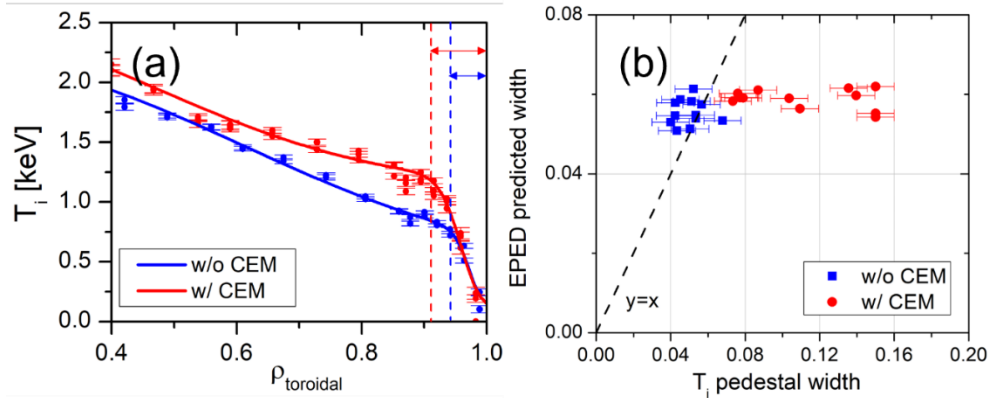 (a)
2.5
2.0
1.5
1.0
0.5
0.0
T_i [keV]
w/o CEM
w/ CEM
0.4 0.6 0.8 1.0
ρ_toroidal
(b)
0.08
0.04
0.00
EPED predicted width
y=x
w/o CEM
w/ CEM
0.00 0.04 0.08 0.12 0.16 0.20
T_i pedestal width